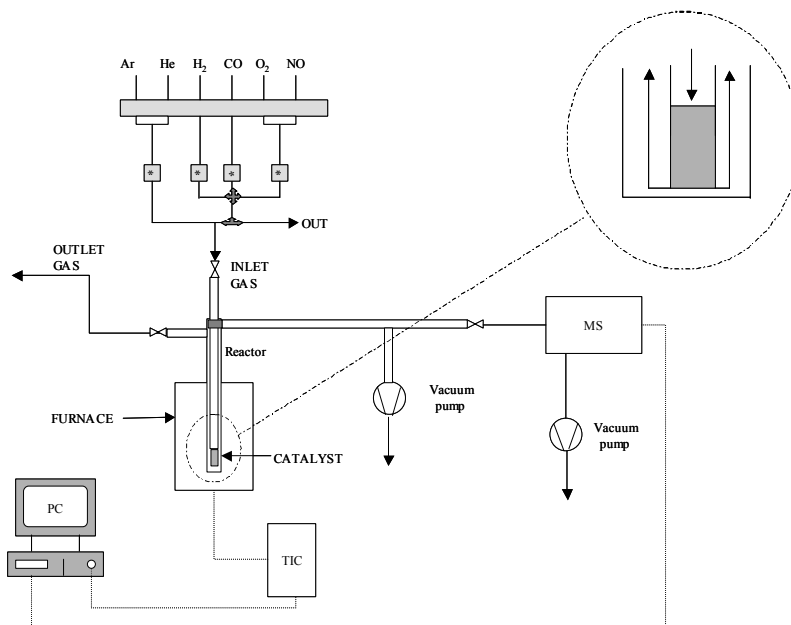 Ar He H2 CO O2 NO
* * * *
OUT
OUTLET
GAS
INLET
GAS
MS
Reactor
Vacuum
pump
FURNACE
Vacuum
pump
CATALYST
PC
TIC